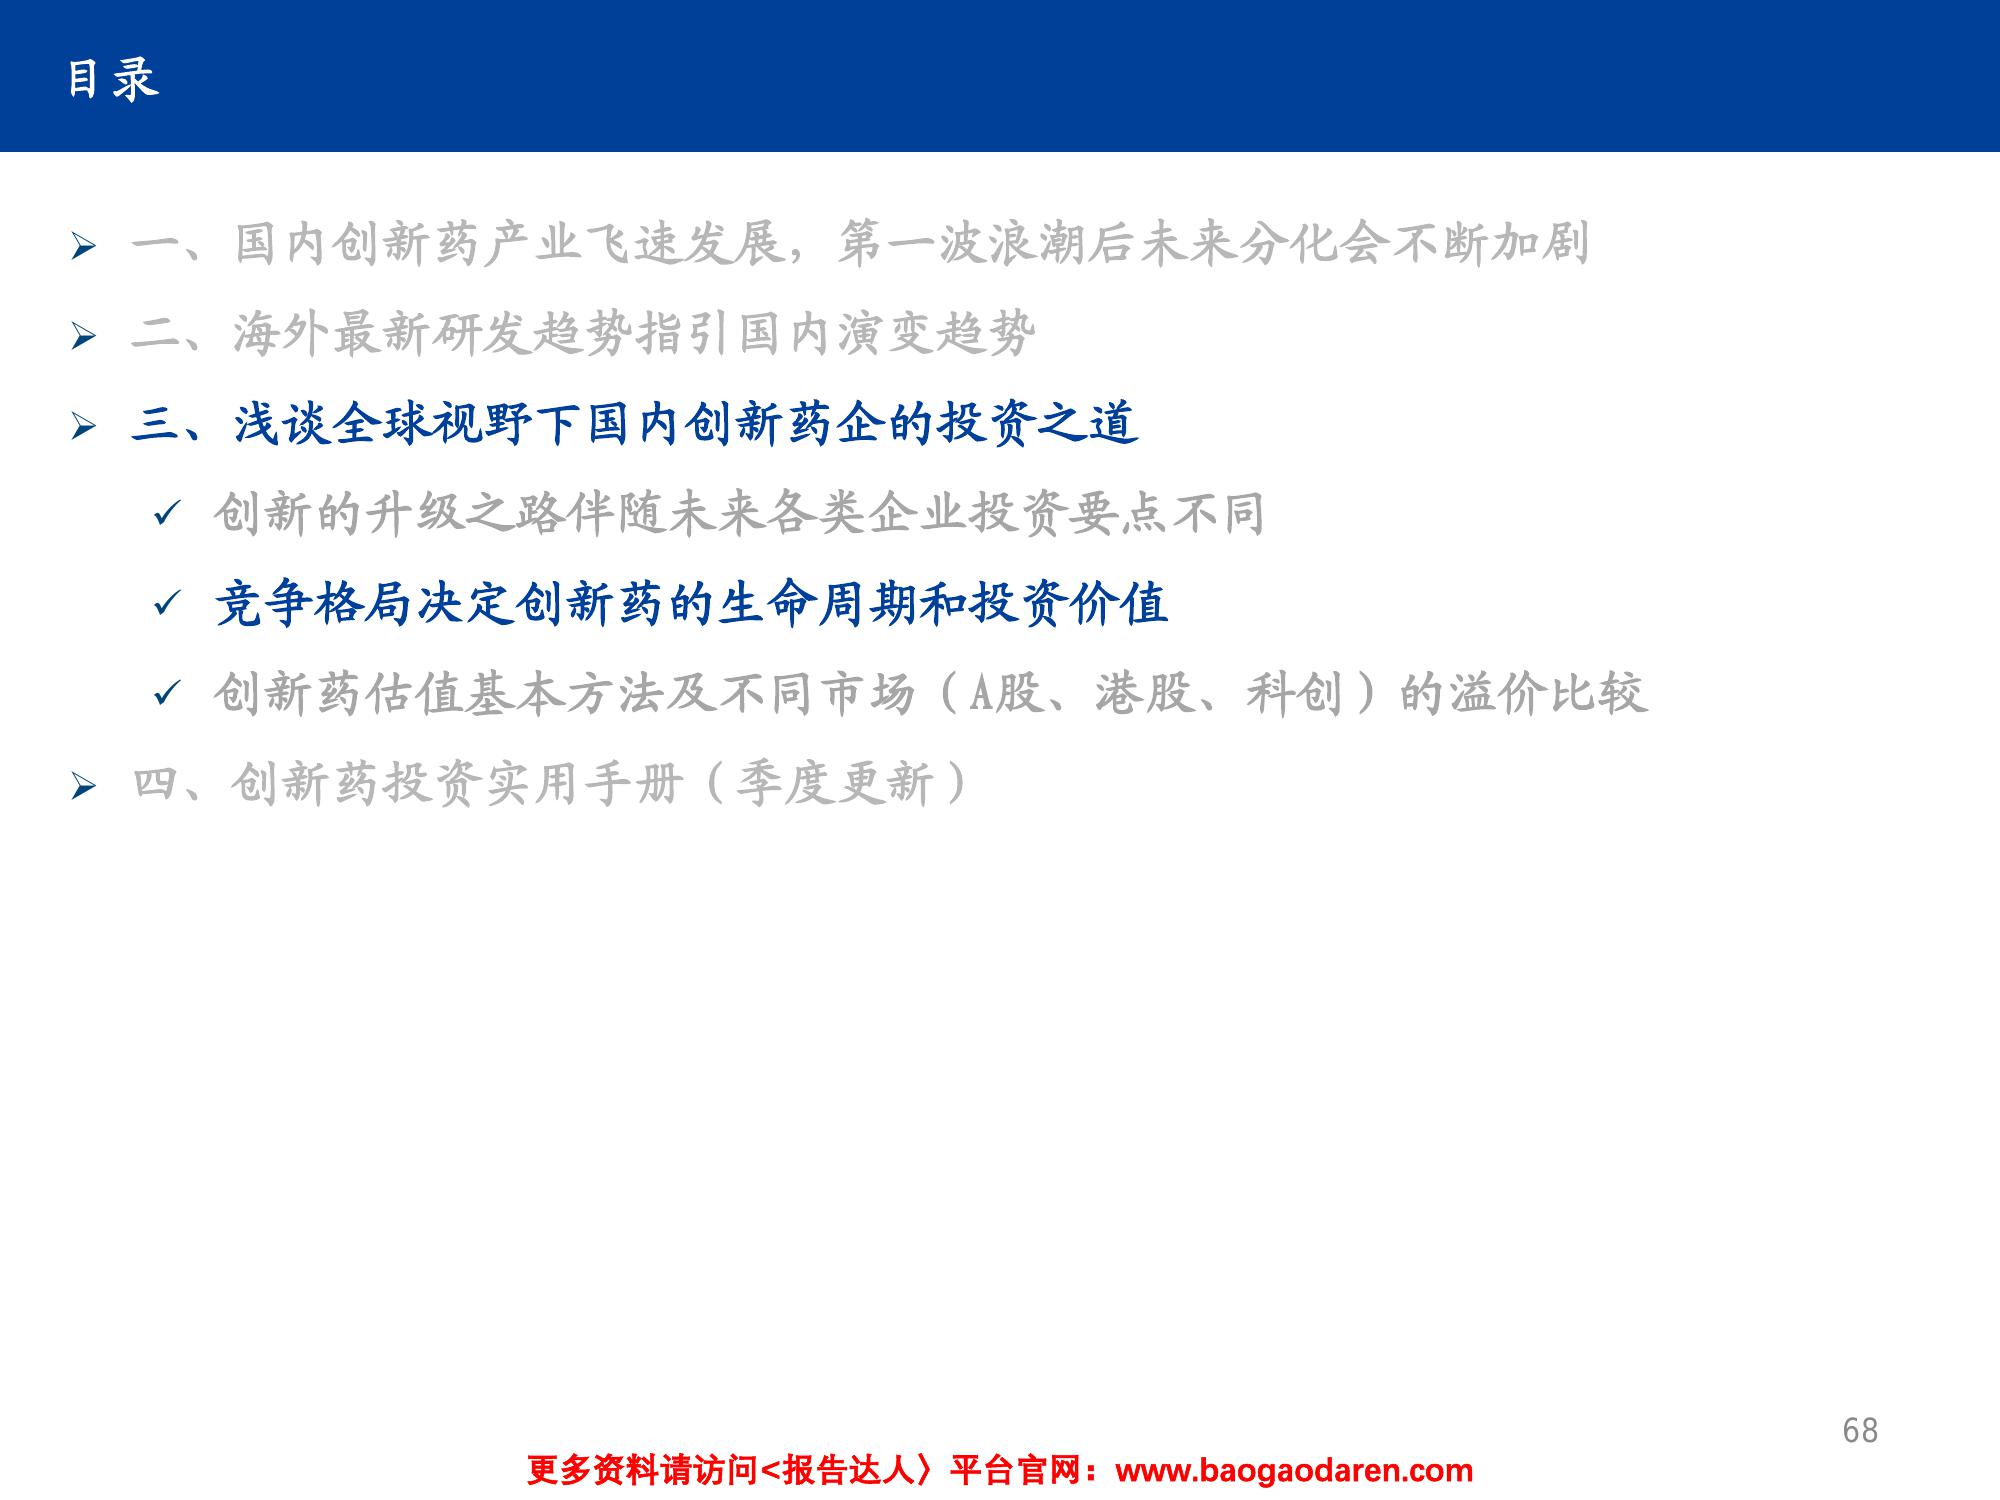 目录
一、国内创新药产业飞速发展，第一波浪潮后未来分化会不断加剧
二、海外最新研发趋势指引国内演变趋势
三、浅谈全球视野下国内创新药企的投资之道
创新的升级之路伴随未来各类企业投资要点不同
竞争格局决定创新药的生命周期和投资价值
创新药估值基本方法及不同市场（A股、港股、科创）的溢价比较
四、创新药投资实用手册（季度更新）
68
更多资料请访问<报告达人〉平台官网：www.baogaodaren.com